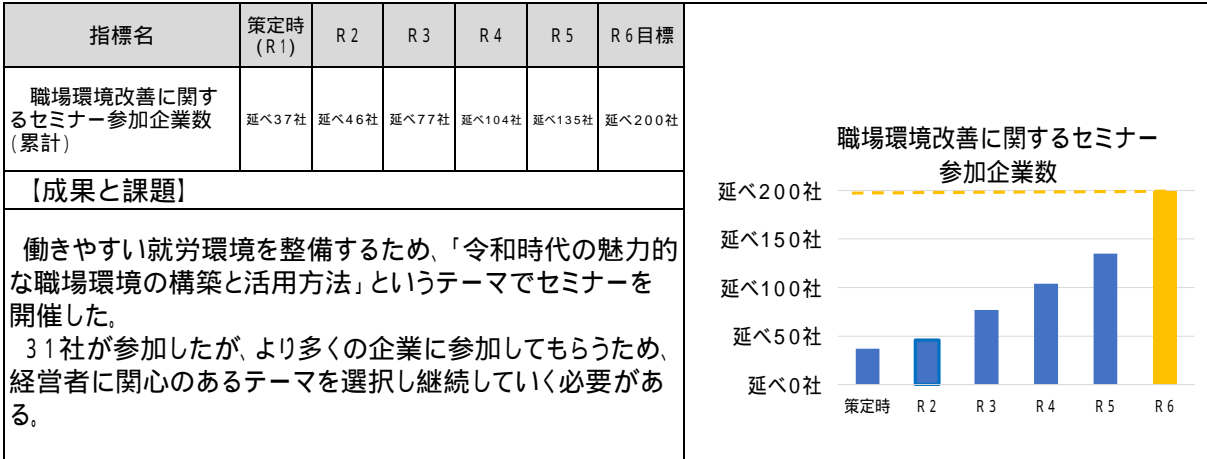 指標名 策定時(R1) R2 R3 R4 R5 R6目標
職場環境改善に関す
るセミナー参加企業数
(累計)
延べ37社 延べ46社 延べ77社 延べ104社 延べ135社 延べ200社
【成果と課題】
働きやすい就労環境を整備するため、「令和時代の魅力的
な職場環境の構築と活用方法」というテーマでセミナーを
開催した。
31社が参加したが、より多くの企業に参加してもらうため、
経営者に関心のあるテーマを選択し継続していく必要があ
る。
職場環境改善に関するセミナー
参加企業数
延べ200社
延べ150社
延べ100社
延べ50社
延べ0社
策定時 R2 R3 R4 R5 R6